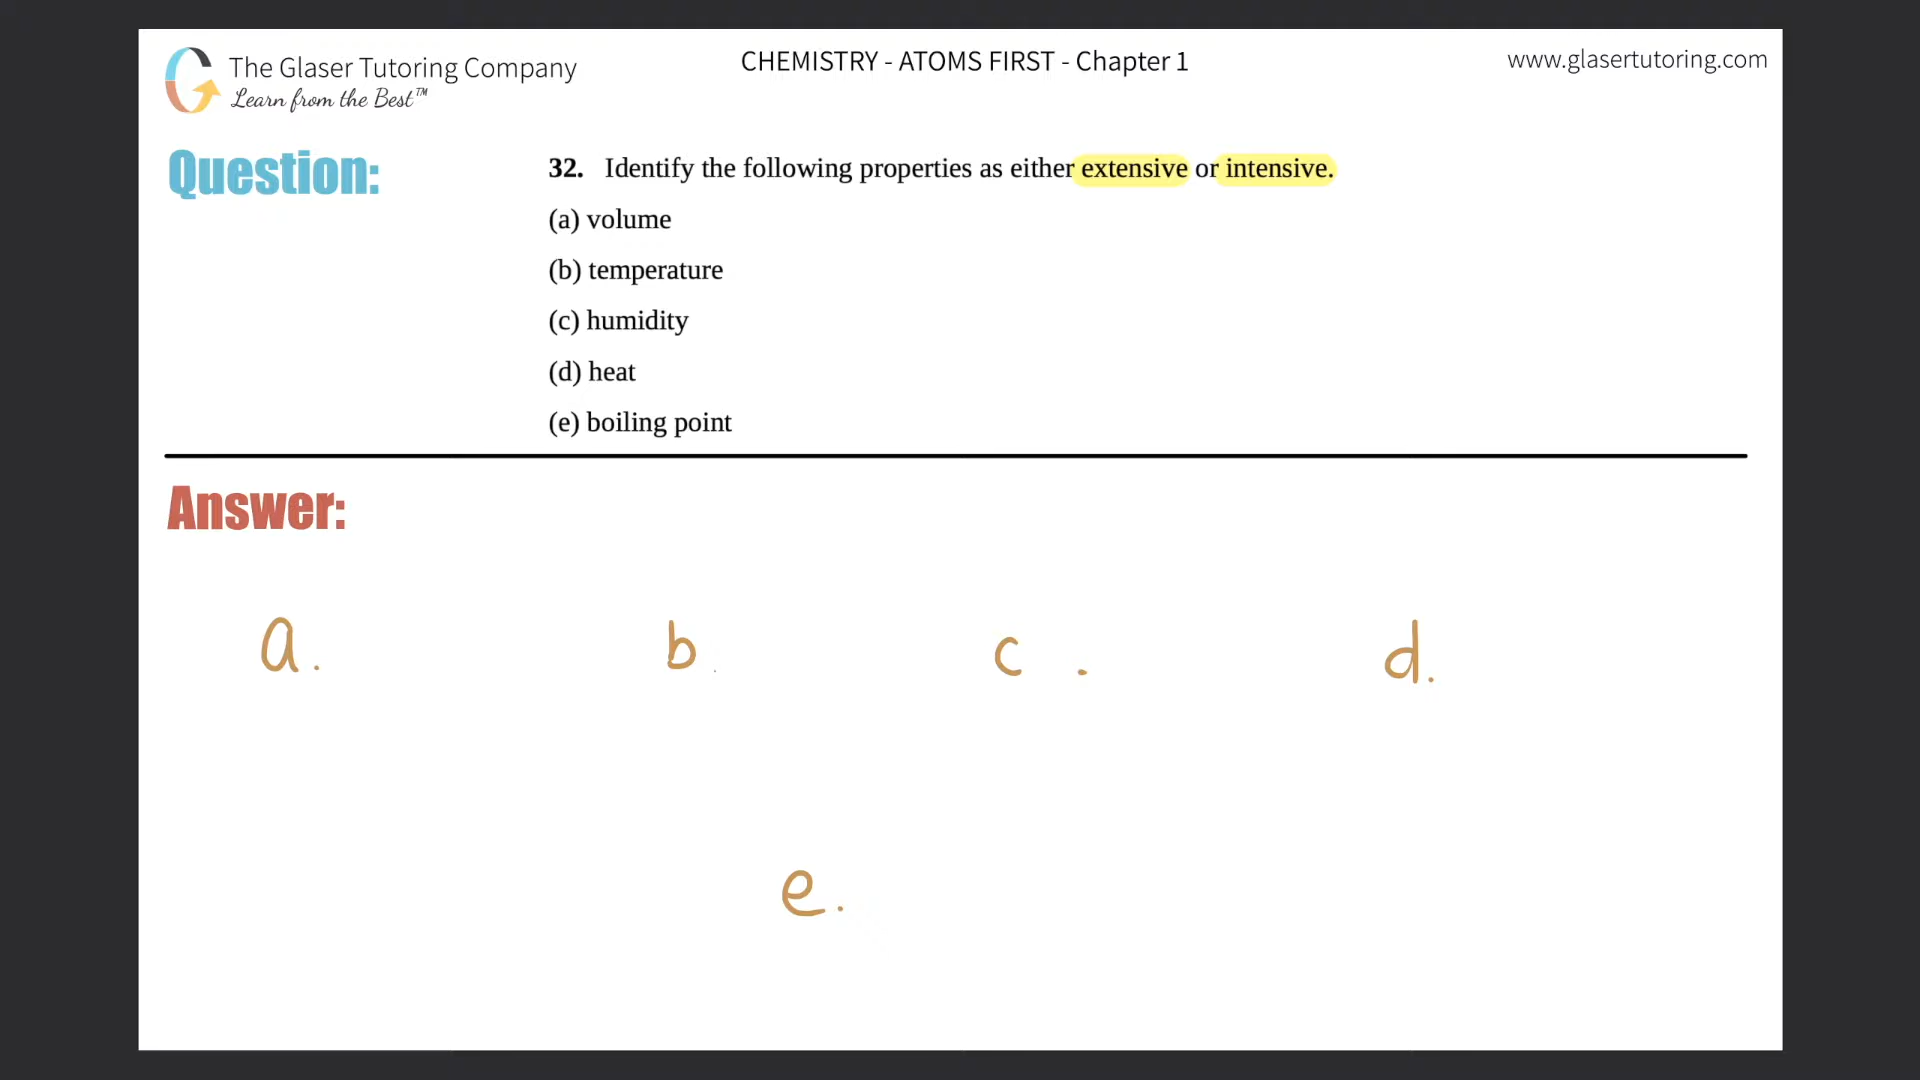 The Glaser Tutoring Company
Learn from the Best™
CHEMISTRY - ATOMS FIRST - Chapter 1
www.glasertutoring.com
Question:
32. Identify the following properties as either extensive or intensive.
(a) volume
(b) temperature
(c) humidity
(d) heat
(e) boiling point
Answer:
a. b. c . d.
e.